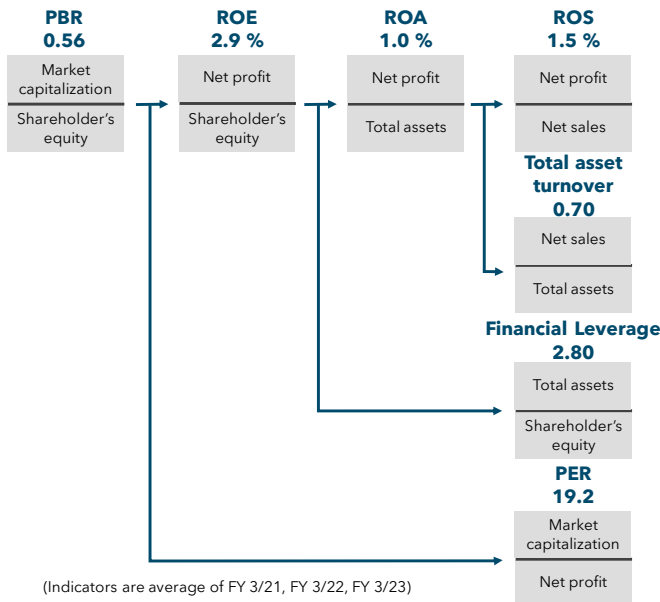 PBR
0.56
Market
capitalization
Shareholder's
equity
ROE
2.9 %
Net profit
Shareholder's
equity
ROA
1.0 %
Net profit
Total assets
ROS
1.5 %
Net profit
Net sales
Total asset
turnover
0.70
Net sales
Total assets
Financial Leverage
2.80
Total assets
Shareholder's
equity
PER
19.2
Market
capitalization
Net profit
(Indicators are average of FY 3/21, FY 3/22, FY 3/23)